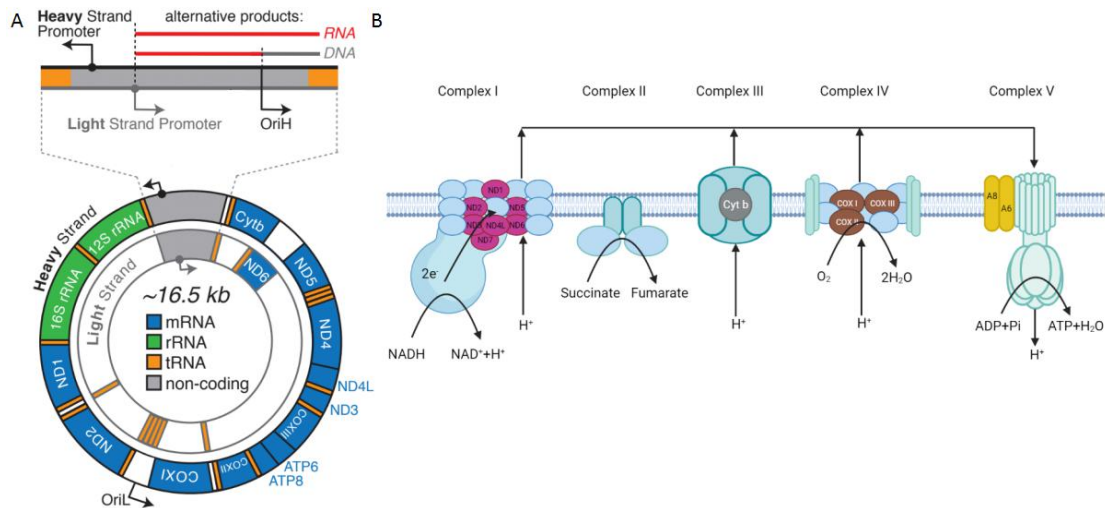 A
Heavy Strand
Promoter
alternative products:
RNA
DNA
Light Strand Promoter
OriH
Heavy Strand
Light Strand
12S rRNA
16S rRNA
ND1
ND2
OriL
COXI
COXII
ATP8
ATP6
COXIII
ND3
ND4L
ND4
ND5
ND6
Cytb
~16.5 kb
mRNA
rRNA
tRNA
non-coding
B
Complex I
Complex II
Complex III
Complex IV
Complex V
ND1
ND2
ND5
ND3
ND4L
ND6
ND7
2e-
NADH
NAD⁺+H⁺
H⁺
Succinate
Fumarate
Cyt b
H⁺
COX I
COX III
COX II
O₂
2H₂O
H⁺
A8
A6
ADP+Pi
ATP+H₂O
H⁺